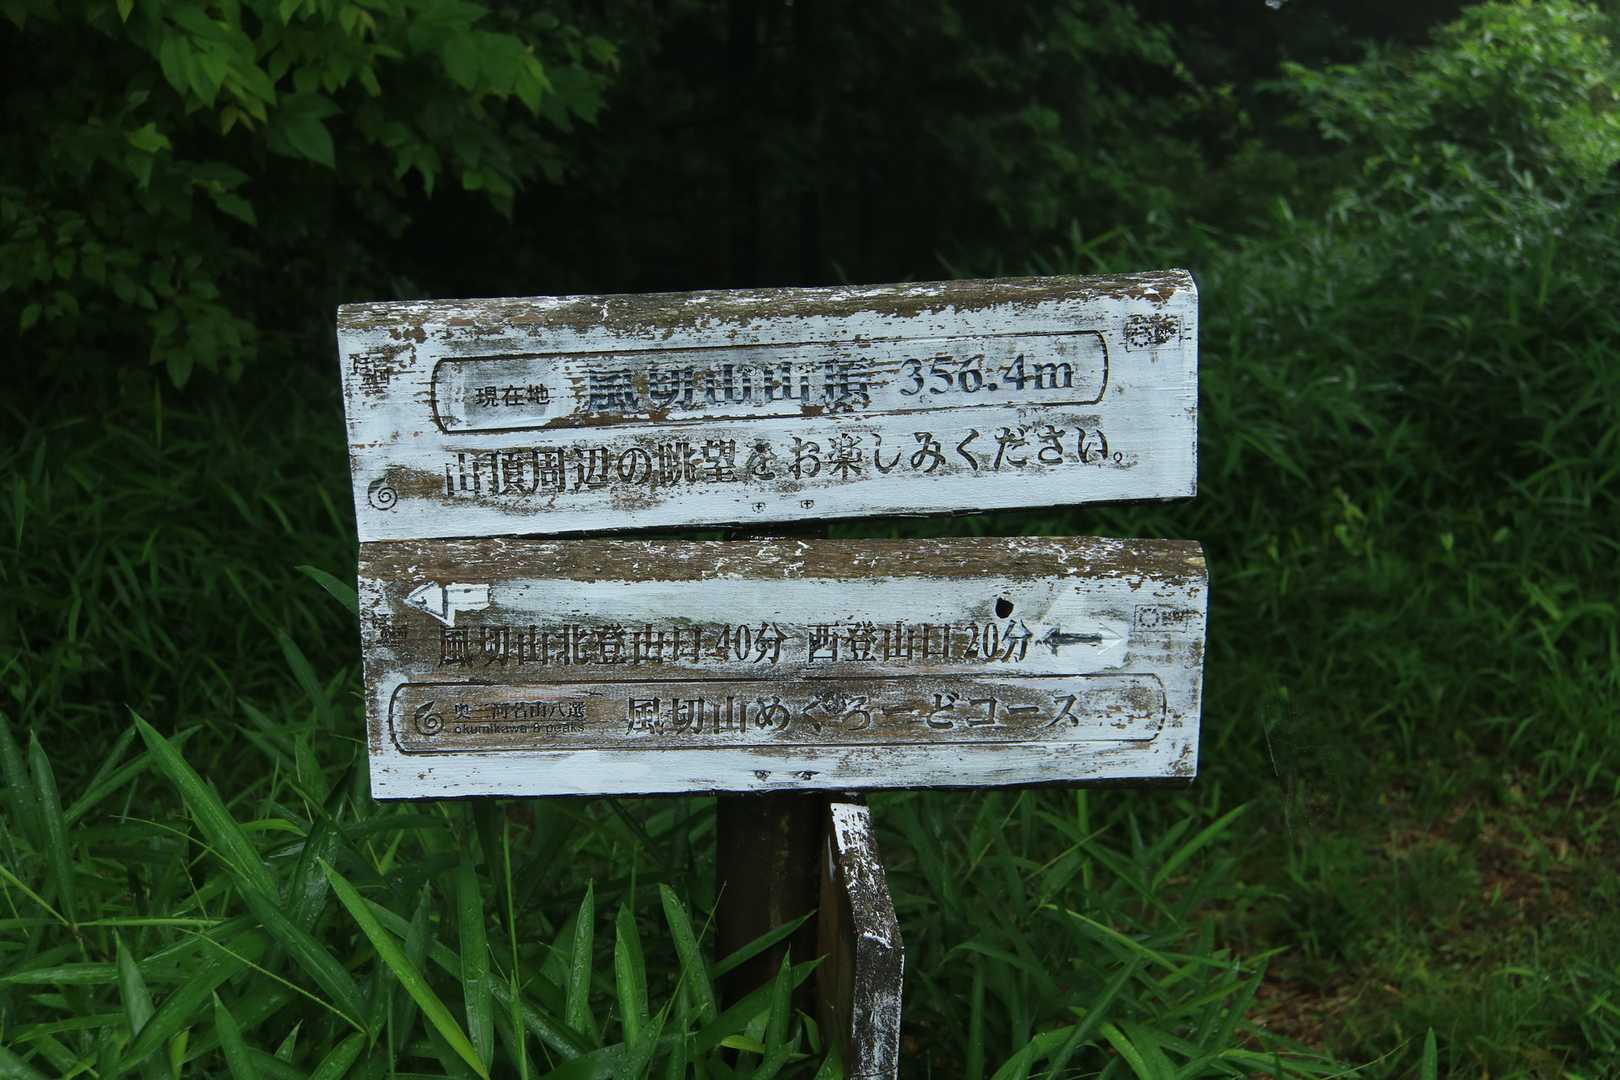 現在地 風切山山頂 356.4m
山頂周辺の眺望をお楽しみください。
風切山北登山口40分 西登山口20分
奥三河名山八選 風切山めぐろーどコース
okumikawa 8 peaks